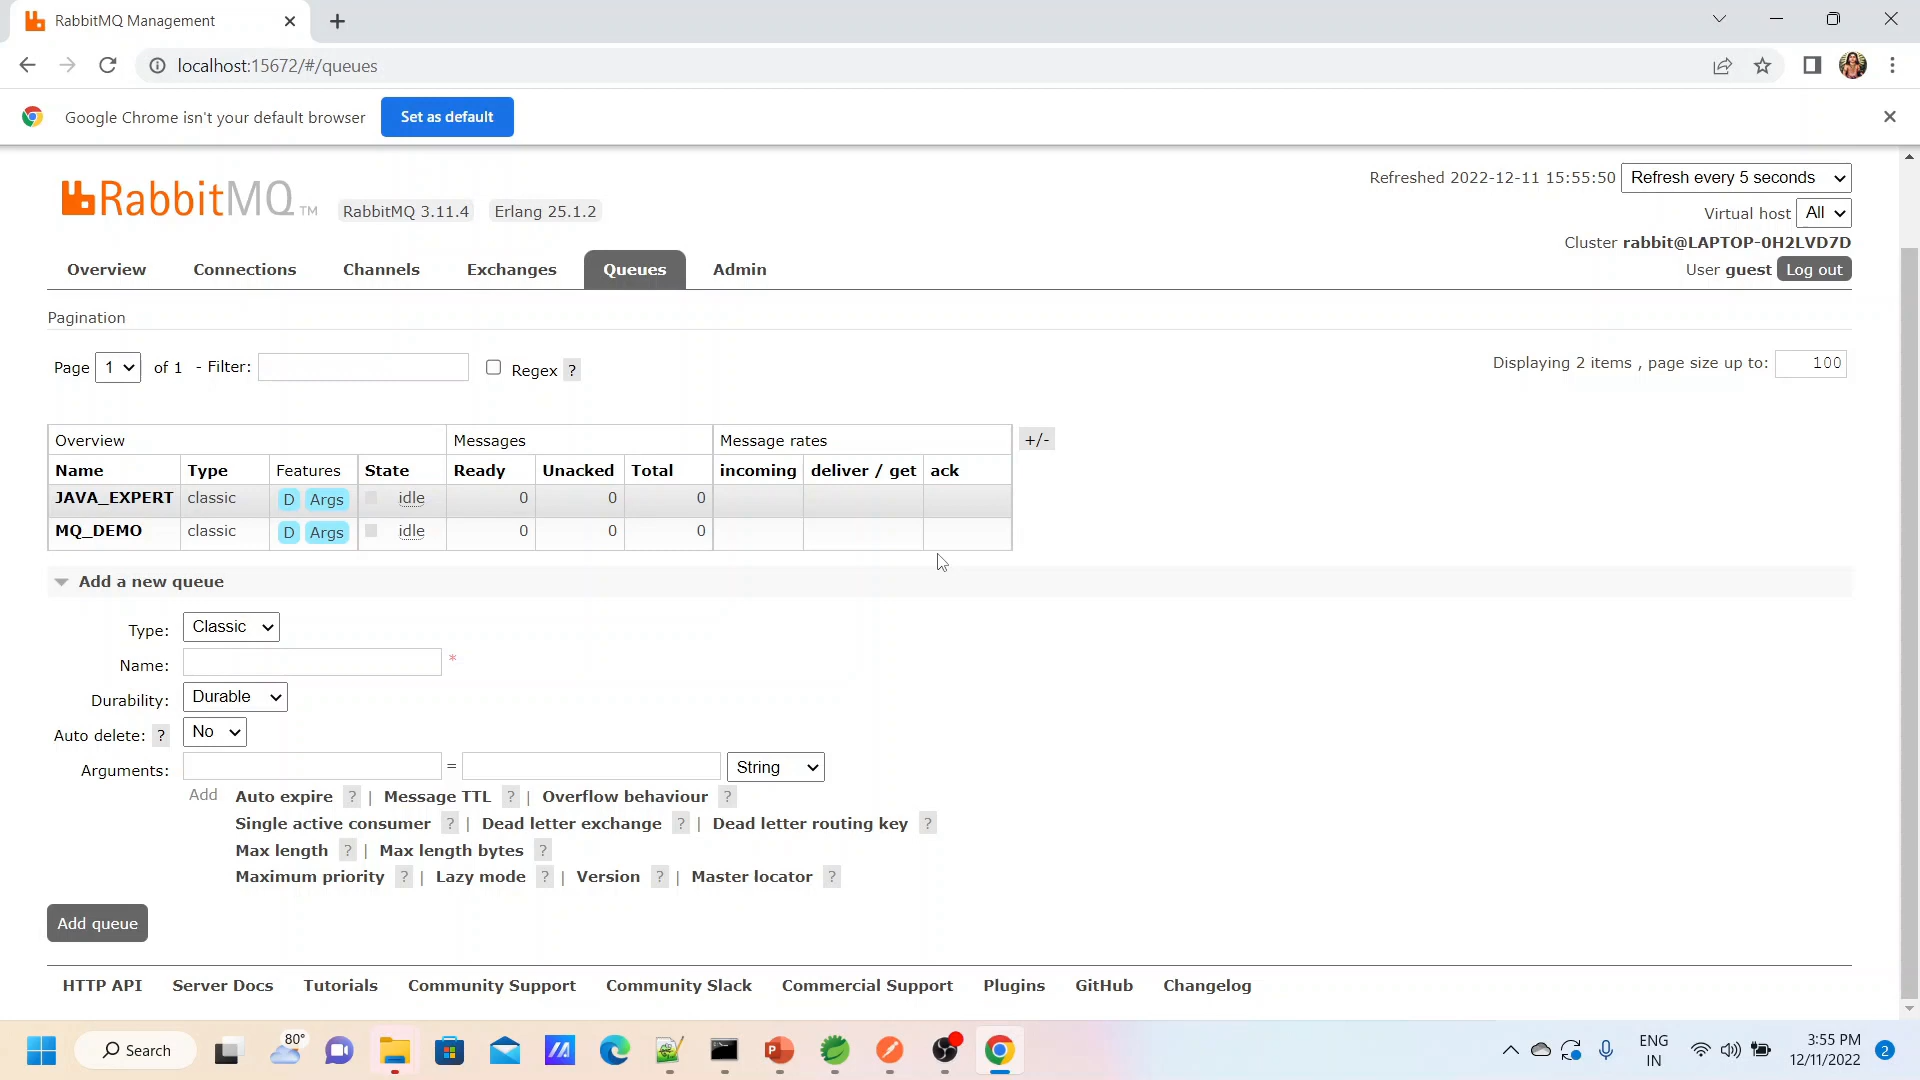 RabbitMQ Management
localhost:15672/#/queues
Google Chrome isn't your default browser Set as default
RabbitMQ TM RabbitMQ 3.11.4 Erlang 25.1.2
Refreshed 2022-12-11 15:55:50 Refresh every 5 seconds
Virtual host All
Cluster rabbit@LAPTOP-0H2LVD7D
User guest Log out
Overview Connections Channels Exchanges Queues Admin
Pagination
Page 1 of 1 - Filter: Regex ? Displaying 2 items , page size up to: 100
Overview Messages Message rates +/-
Name Type Features State Ready Unacked Total incoming deliver / get ack
JAVA_EXPERT classic D Args idle 0 0 0
MQ_DEMO classic D Args idle 0 0 0
Add a new queue
Type: Classic
Name: *
Durability: Durable
Auto delete: ? No
Arguments: = String
Add Auto expire ? | Message TTL ? | Overflow behaviour ?
Single active consumer ? | Dead letter exchange ? | Dead letter routing key ?
Max length ? | Max length bytes ?
Maximum priority ? | Lazy mode ? | Version ? | Master locator ?
Add queue
HTTP API Server Docs Tutorials Community Support Community Slack Commercial Support Plugins GitHub Changelog
Search 80° ENG IN 3:55 PM 12/11/2022 2